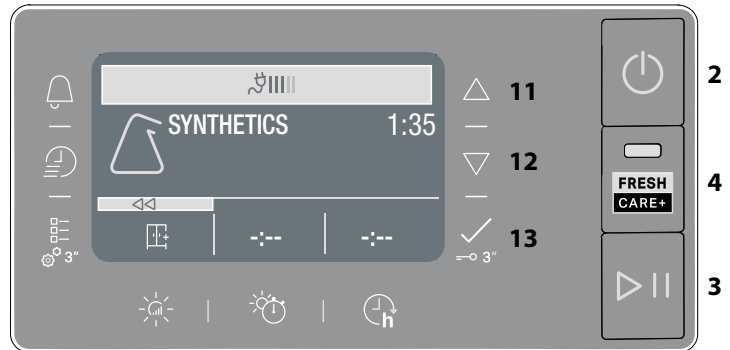 2
11
SYNTHETICS 1:35
12
FRESH
CARE+
4
-:-- -:--
13
3"
3"
3
h